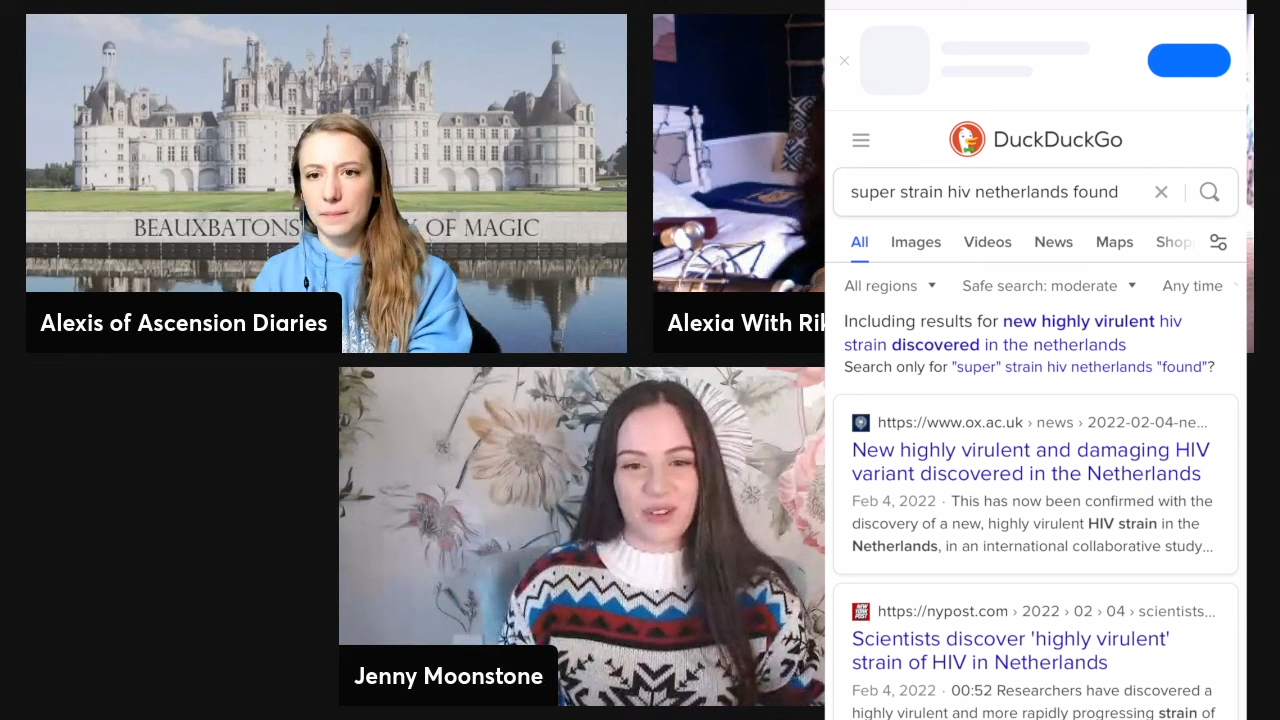 BEAUXBATONS Y OF MAGIC
Alexis of Ascension Diaries
Alexia With Rik
Jenny Moonstone
DuckDuckGo
super strain hiv netherlands found
All Images Videos News Maps Shop
All regions Safe search: moderate Any time
Including results for new highly virulent hiv
strain discovered in the netherlands
Search only for "super" strain hiv netherlands "found"?
https://www.ox.ac.uk › news › 2022-02-04-ne...
New highly virulent and damaging HIV
variant discovered in the Netherlands
Feb 4, 2022 · This has now been confirmed with the
discovery of a new, highly virulent HIV strain in the
Netherlands, in an international collaborative study...
NEW YORK POST
https://nypost.com › 2022 › 02 › 04 › scientists...
Scientists discover 'highly virulent'
strain of HIV in Netherlands
Feb 4, 2022 · 00:52 Researchers have discovered a
highly virulent and more rapidly progressing strain of